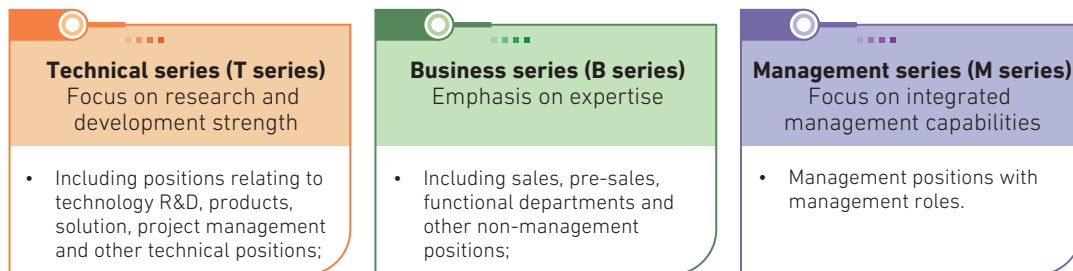 Technical series (T series)
Focus on research and
development strength
• Including positions relating to
technology R&D, products,
solution, project management
and other technical positions;
Business series (B series)
Emphasis on expertise
• Including sales, pre-sales,
functional departments and
other non-management
positions;
Management series (M series)
Focus on integrated
management capabilities
• Management positions with
management roles.